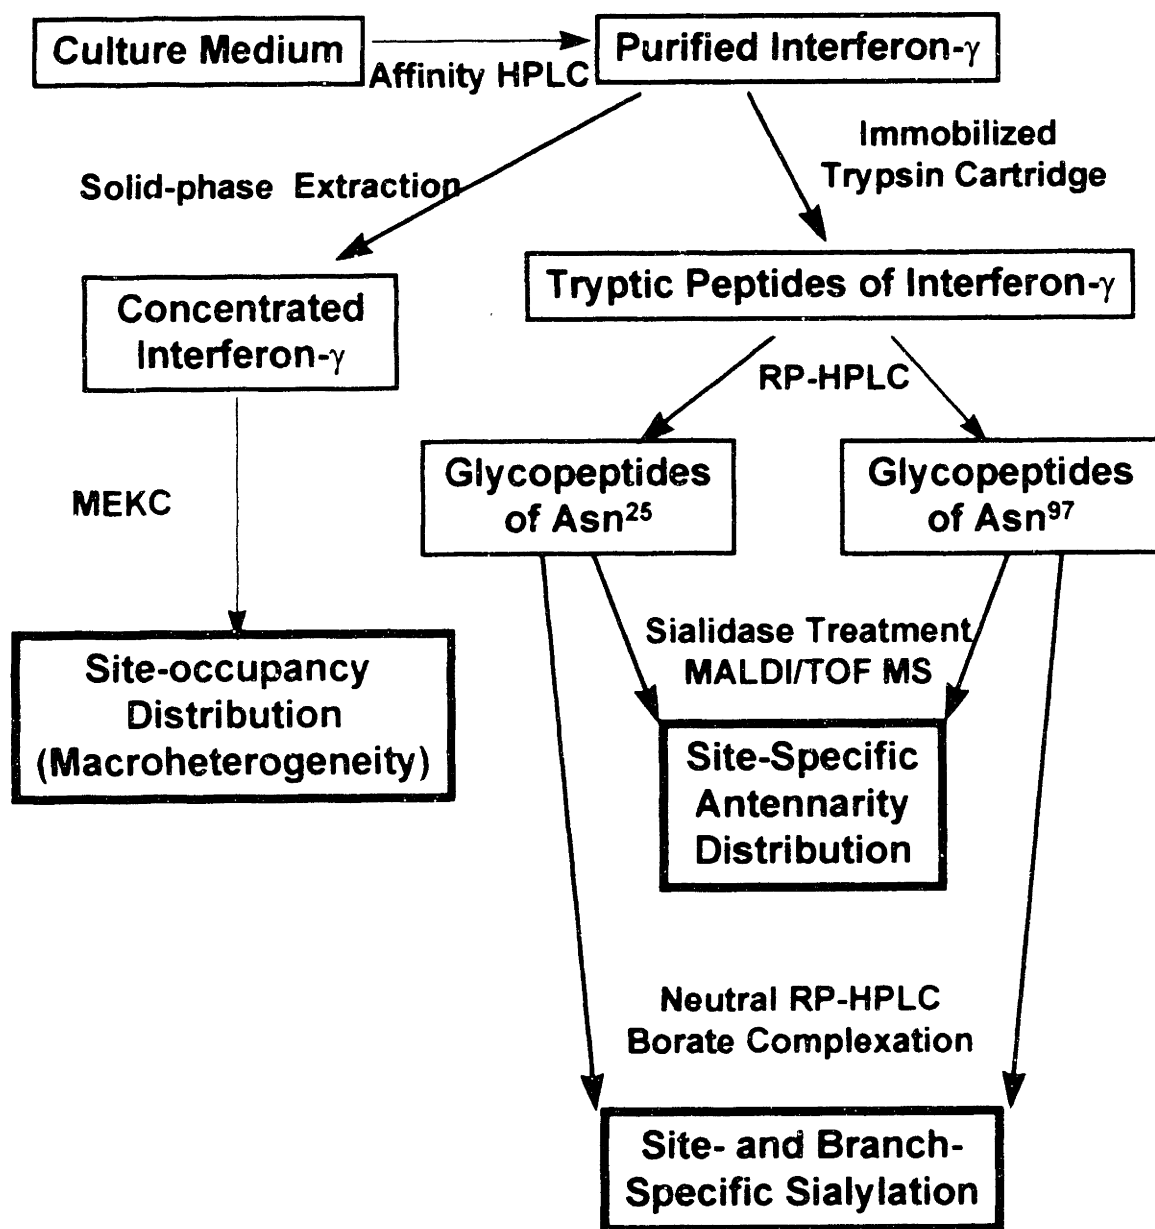 Culture Medium
Affinity HPLC
Purified Interferon-γ
Solid-phase Extraction
Immobilized
Trypsin Cartridge
Concentrated
Interferon-γ
Tryptic Peptides of Interferon-γ
RP-HPLC
MEKC
Glycopeptides
of Asn²⁵
Glycopeptides
of Asn⁹⁷
Sialidase Treatment
MALDI/TOF MS
Site-occupancy
Distribution
(Macroheterogeneity)
Site-Specific
Antennarity
Distribution
Neutral RP-HPLC
Borate Complexation
Site- and Branch-
Specific Sialylation